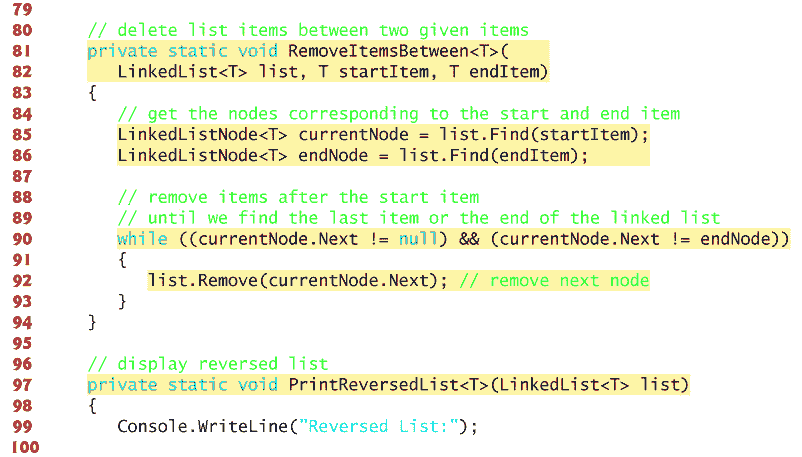 79
80 // delete list items between two given items
81 private static void RemoveItemsBetween<T>(
82 LinkedList<T> list, T startItem, T endItem)
83 {
84 // get the nodes corresponding to the start and end item
85 LinkedListNode<T> currentNode = list.Find(startItem);
86 LinkedListNode<T> endNode = list.Find(endItem);
87
88 // remove items after the start item
89 // until we find the last item or the end of the linked list
90 while ((currentNode.Next != null) && (currentNode.Next != endNode))
91 {
92 list.Remove(currentNode.Next); // remove next node
93 }
94 }
95
96 // display reversed list
97 private static void PrintReversedList<T>(LinkedList<T> list)
98 {
99 Console.WriteLine("Reversed List:");
100